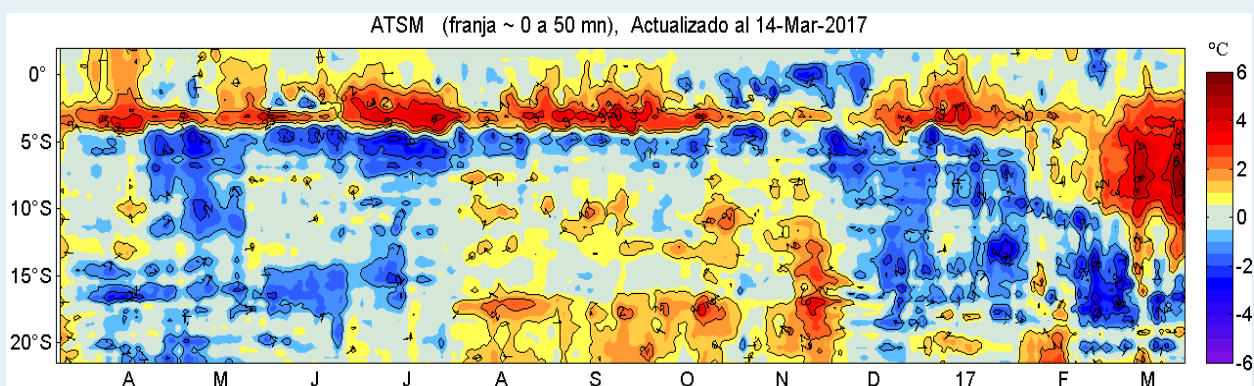 ATSM (franja ~ 0 a 50 mn), Actualizado al 14-Mar-2017
°C
0°
5°S
10°S
15°S
20°S
6
4
2
0
-2
-4
-6
A M J J A S O N D 17 F M